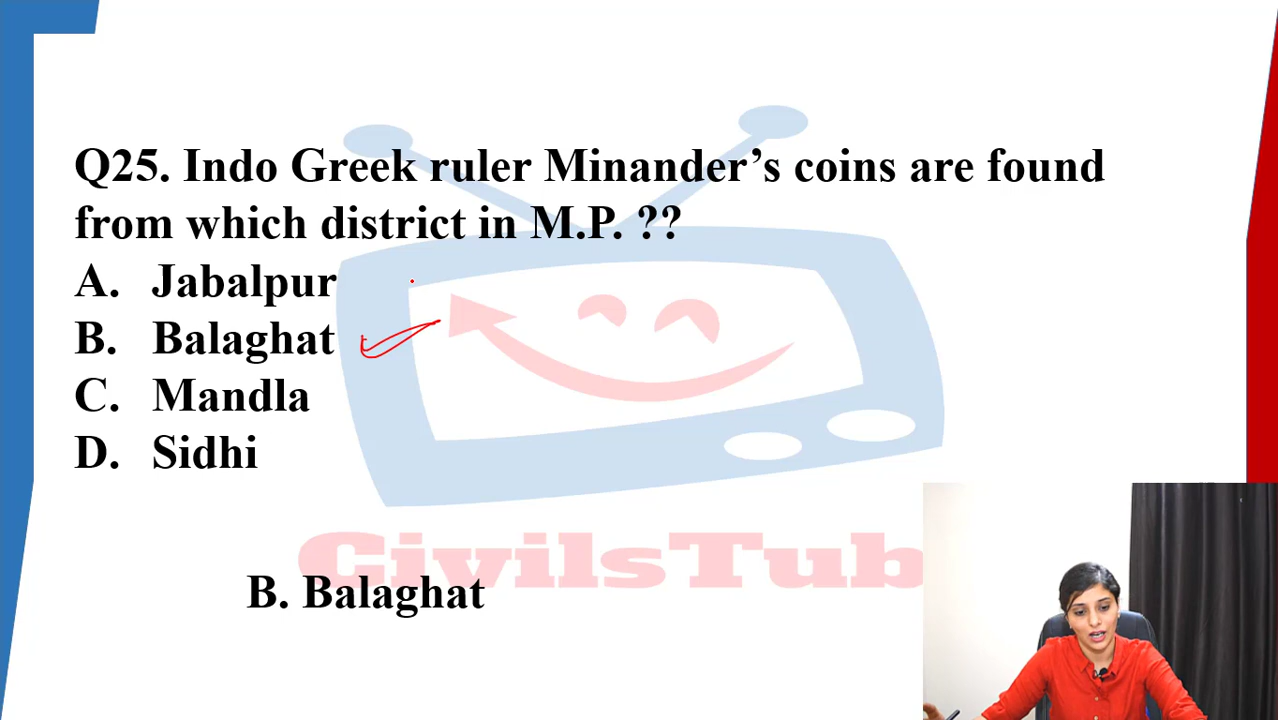 Q25. Indo Greek ruler Minander’s coins are found
from which district in M.P. ??
A. Jabalpur
B. Balaghat
C. Mandla
D. Sidhi
CivilsTub
B. Balaghat